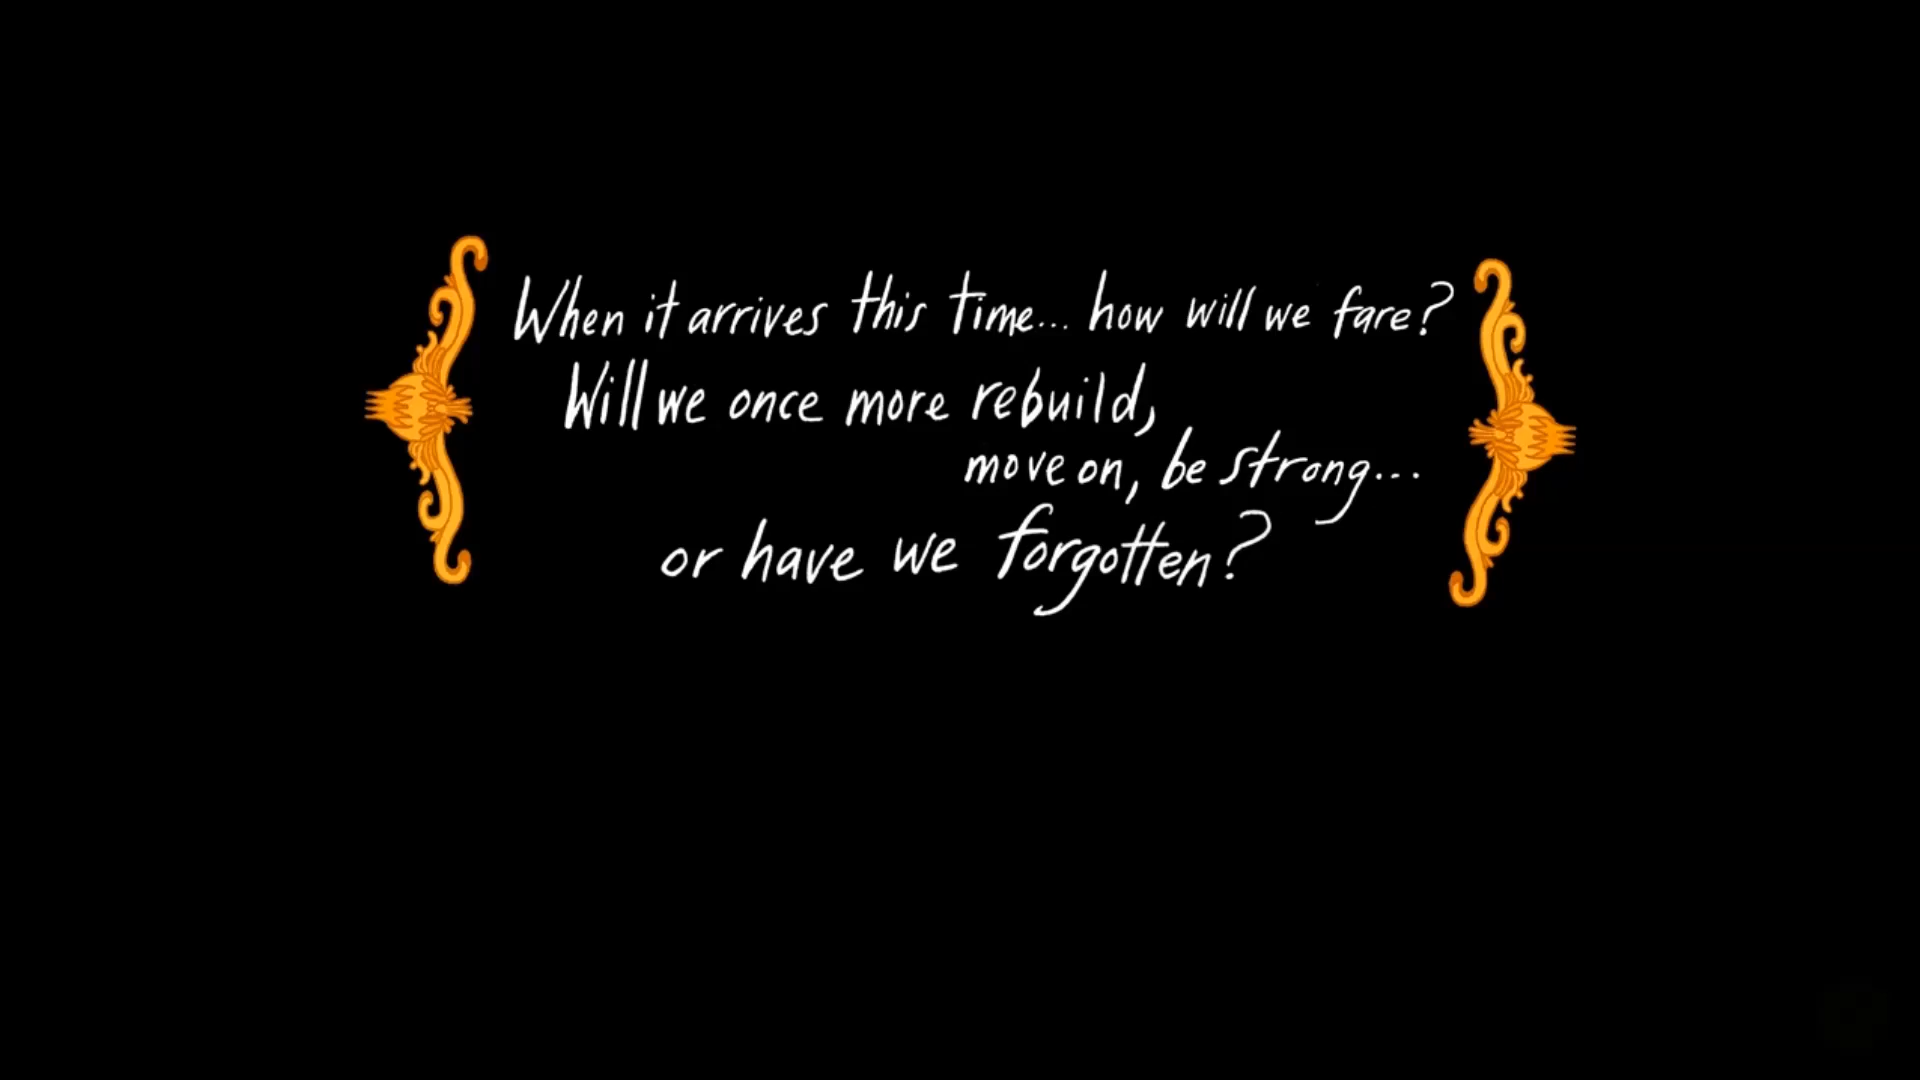 When it arrives this time... how will we fare?
Will we once more rebuild,
move on, be strong...
or have we forgotten?